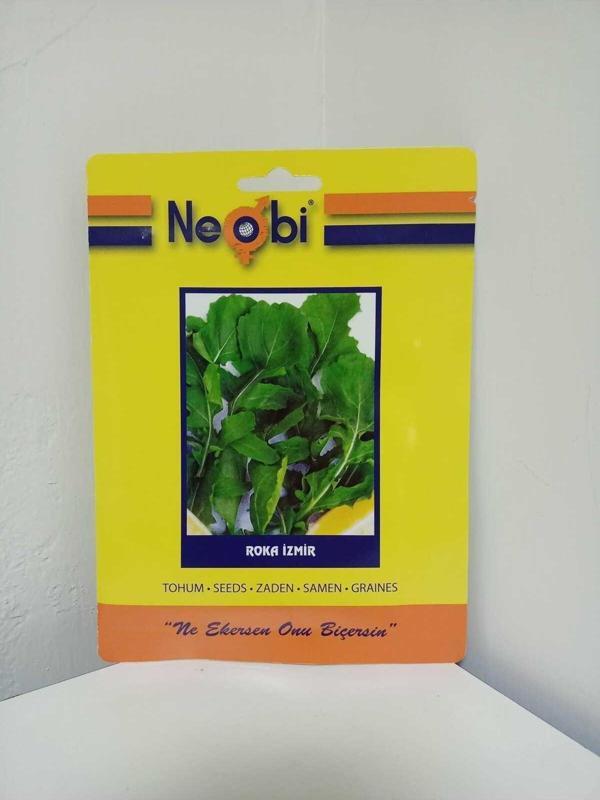 Neobi®
ROKA İZMİR
TOHUM • SEEDS • ZADEN • SAMEN • GRAINES
"Ne Ekersen Onu Biçersin"